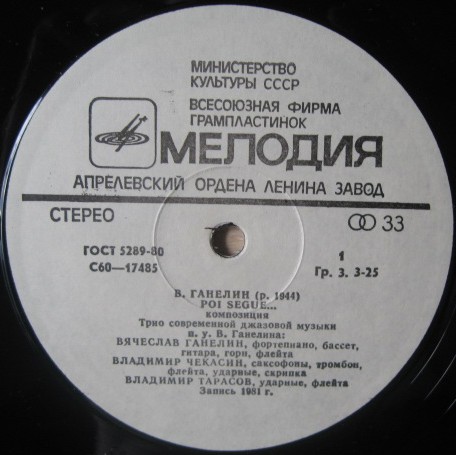 МИНИСТЕРСТВО
КУЛЬТУРЫ СССР
ВСЕСОЮЗНАЯ ФИРМА
ГРАМПЛАСТИНОК
МЕЛОДИЯ
АПРЕЛЕВСКИЙ ОРДЕНА ЛЕНИНА ЗАВОД
СТЕРЕО
33
ГОСТ 5289-80
С60—17485
1
Гр. 3. 3-25
В. ГАНЕЛИН (р. 1944)
POI SEGUE...
композиция
Трио современной джазовой музыки
п. у. В. Ганелина:
ВЯЧЕСЛАВ ГАНЕЛИН, фортепиано, бассет,
гитара, горн, флейта
ВЛАДИМИР ЧЕКАСИН, саксофоны, тромбон,
флейта, ударные, скрипка
ВЛАДИМИР ТАРАСОВ, ударные, флейта
Запись 1981 г.